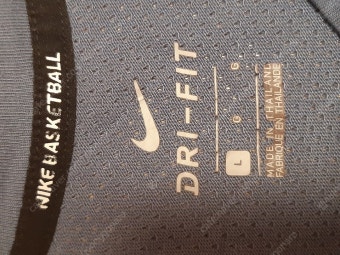 NIKE BASKETBALL
DRI-FIT
L
G
G
MADE IN THAILAND
FABRIQUÉ EN THAÏLANDE